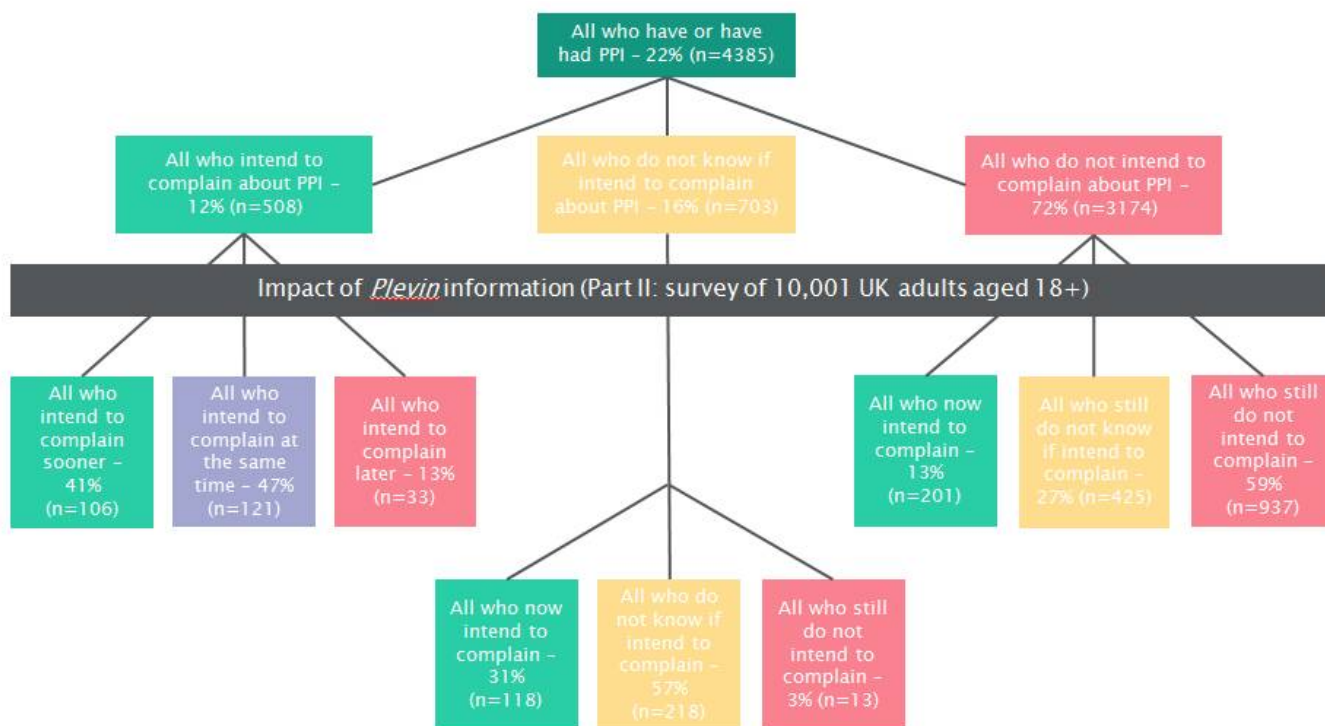 All who have or have
had PPI – 22% (n=4385)
All who intend to
complain about PPI –
12% (n=508)
All who do not know if
intend to complain
about PPI – 16% (n=703)
All who do not intend to
complain about PPI –
72% (n=3174)
Impact of Plevin information (Part II: survey of 10,001 UK adults aged 18+)
All who
intend to
complain
sooner –
41%
(n=106)
All who
intend to
complain at
the same
time – 47%
(n=121)
All who
intend to
complain
later – 13%
(n=33)
All who now
intend to
complain –
13%
(n=201)
All who still
do not know
if intend to
complain –
27% (n=425)
All who still
do not
intend to
complain –
59%
(n=937)
All who now
intend to
complain –
31%
(n=118)
All who do
not know if
intend to
complain –
57%
(n=218)
All who still
do not
intend to
complain –
3% (n=13)